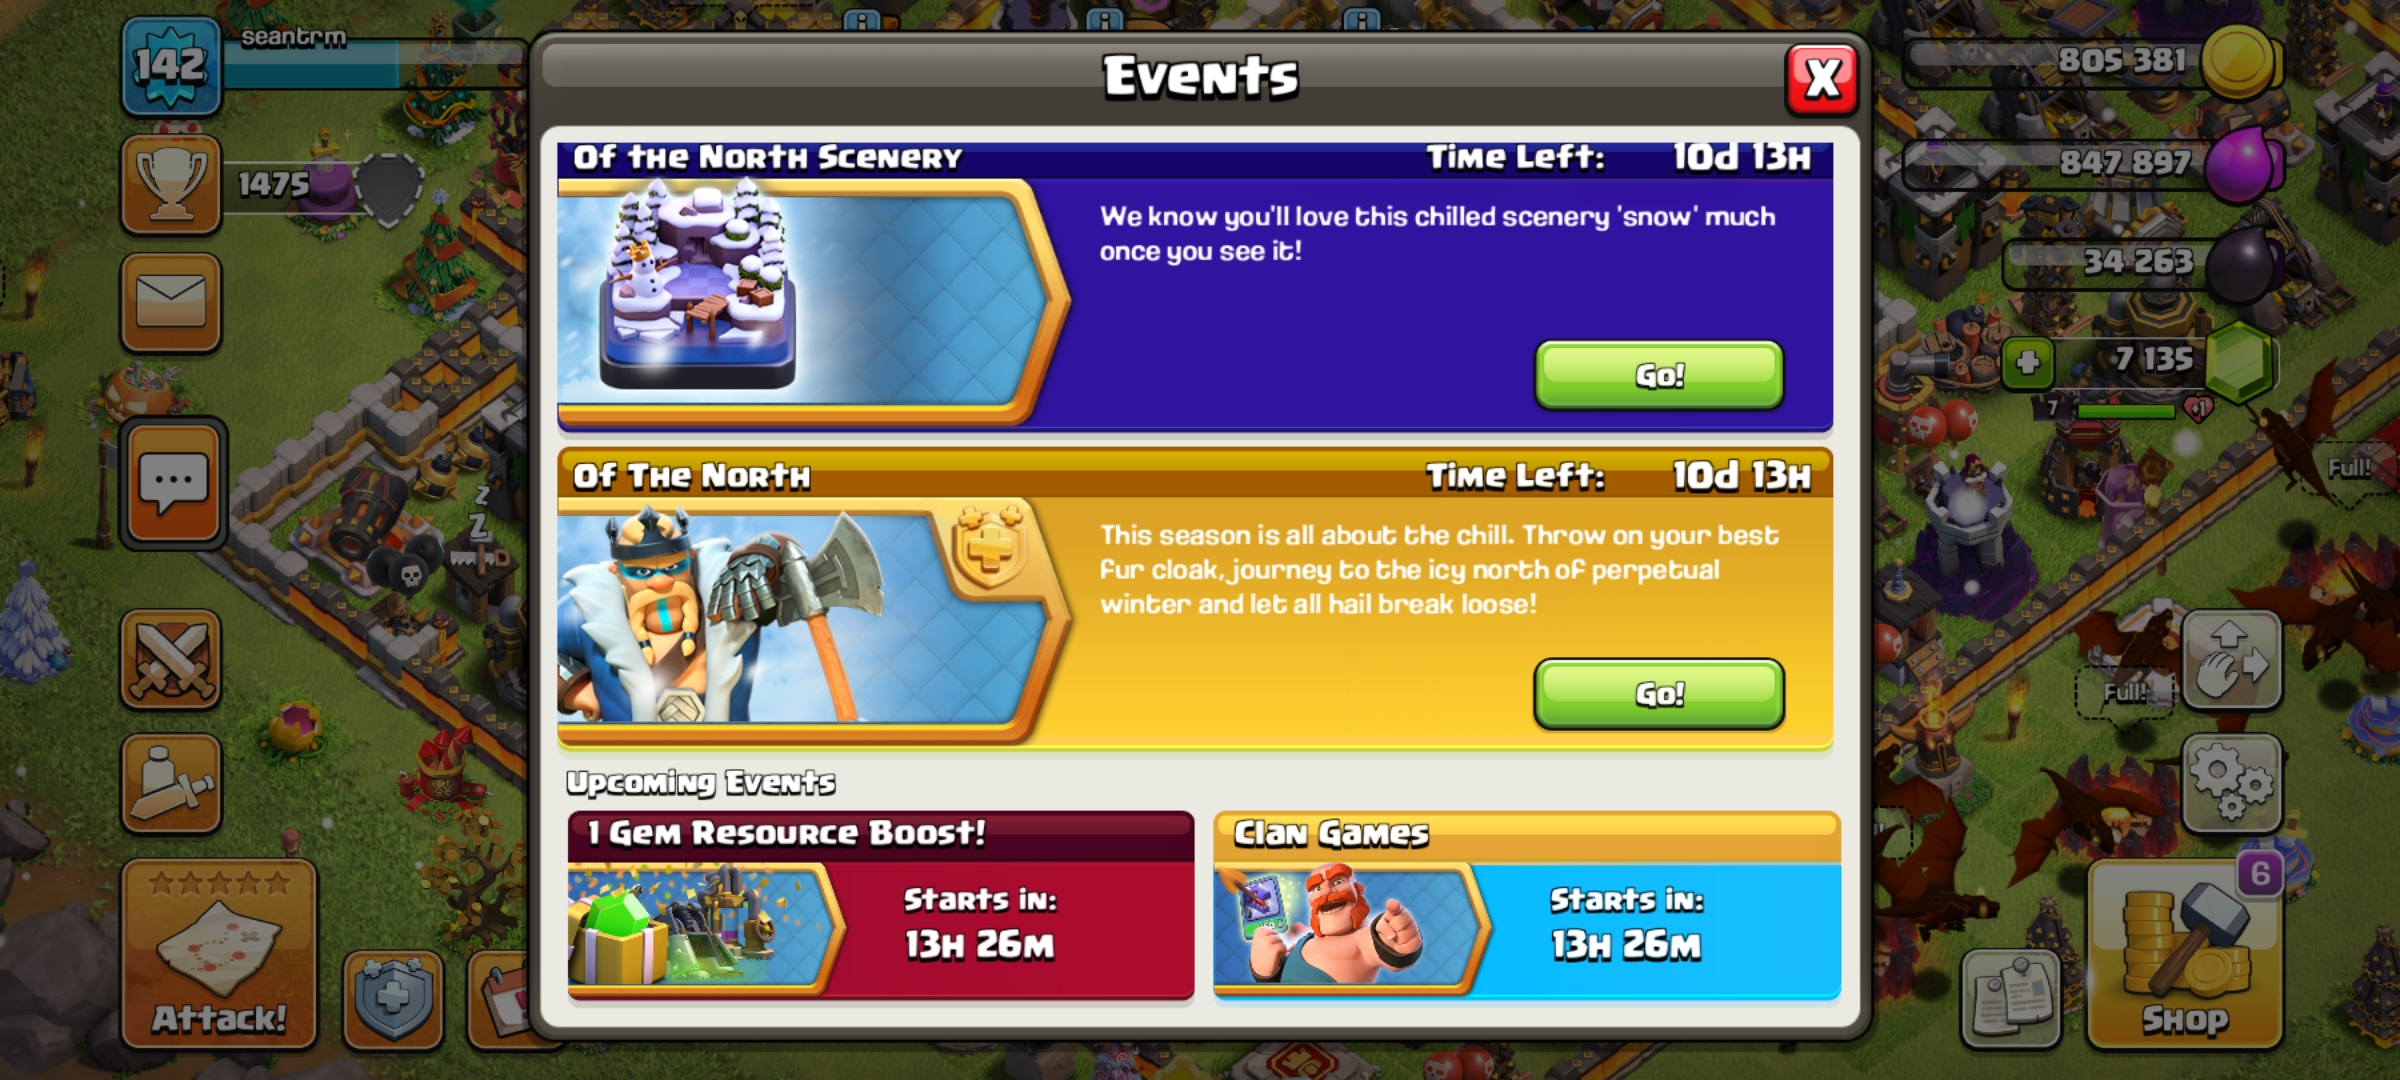 142
seantrm
1475
Events
X
805 381
847 897
34 263
7 135
7
+1
Of the North Scenery
Time Left: 10d 13h
We know you'll love this chilled scenery 'snow' much
once you see it!
Go!
Of The North
Time Left: 10d 13h
This season is all about the chill. Throw on your best
fur cloak, journey to the icy north of perpetual
winter and let all hail break loose!
Go!
Full!
Full!
z
z
Upcoming Events
1 Gem Resource Boost!
Starts in:
13h 26m
Clan Games
Starts in:
13h 26m
Attack!
6
Shop